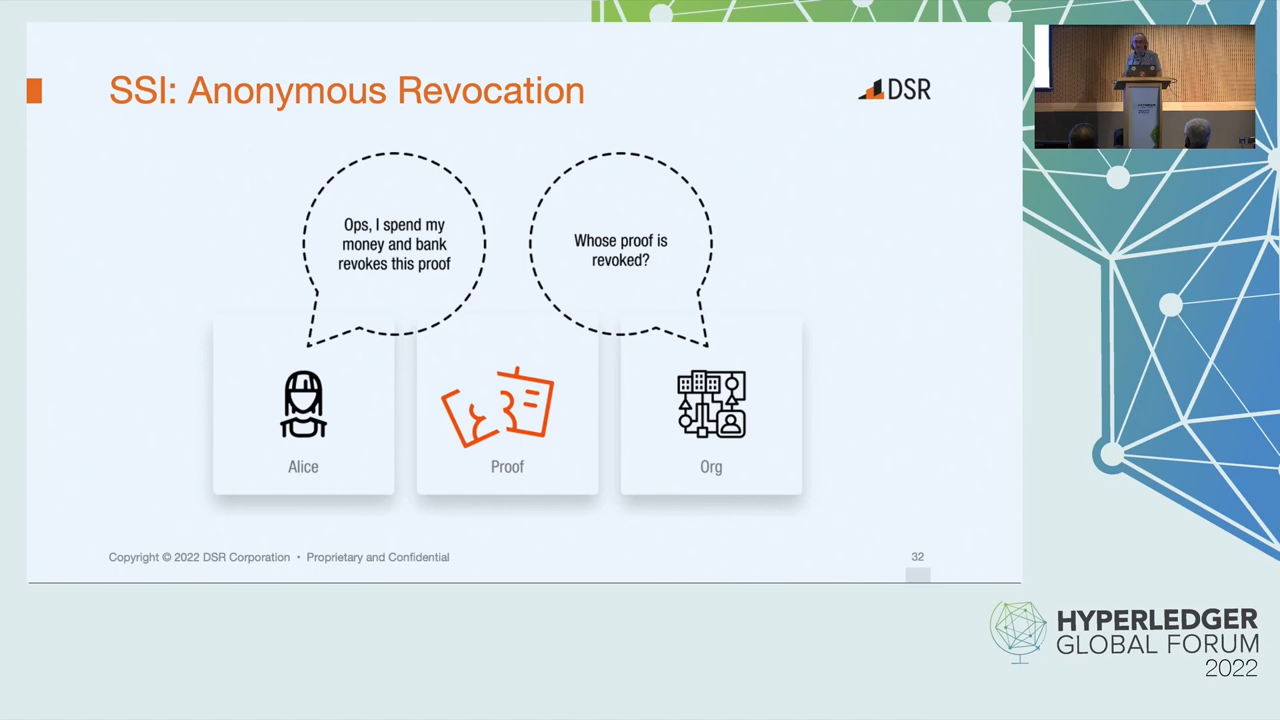 SSI: Anonymous Revocation
DSR
Ops, I spend my
money and bank
revokes this proof
Whose proof is
revoked?
Alice
Proof
Org
Copyright © 2022 DSR Corporation • Proprietary and Confidential
32
HYPERLEDGER
GLOBAL FORUM
2022